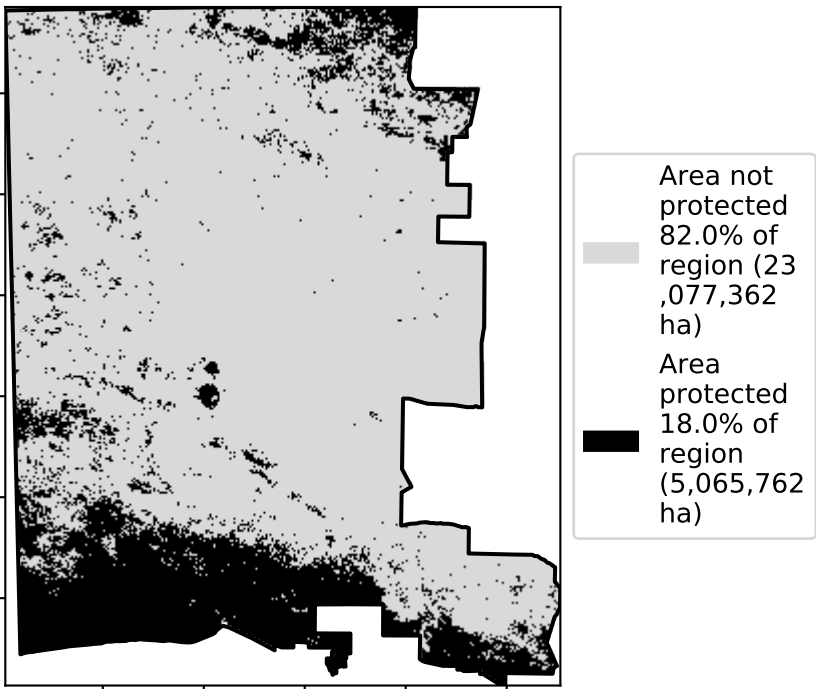 Area not
protected
82.0% of
region (23
,077,362
ha)
Area
protected
18.0% of
region
(5,065,762
ha)